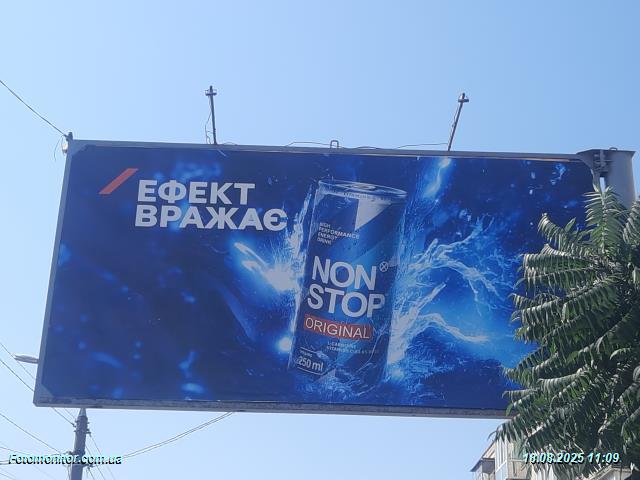 ЕФЕКТ
ВРАЖАЄ
HIGH
PERFORMANCE
ENERGY
DRINK
NON
STOP
ORIGINAL
250 ml
Fotomonitor.com.ua
18.08.2025 11:09